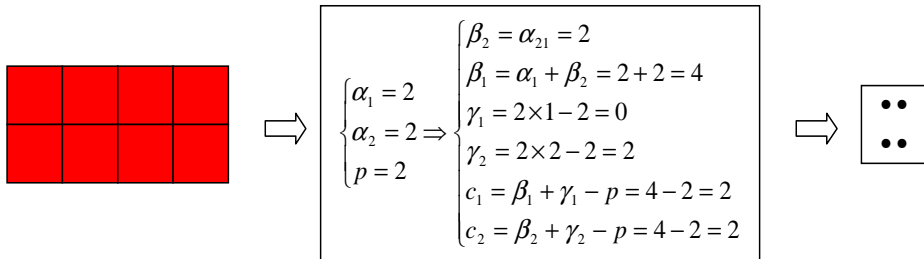 α₁ = 2
α₂ = 2 ⇒
p = 2
β₂ = α₂₁ = 2
β₁ = α₁ + β₂ = 2 + 2 = 4
γ₁ = 2×1 − 2 = 0
γ₂ = 2×2 − 2 = 2
c₁ = β₁ + γ₁ − p = 4 − 2 = 2
c₂ = β₂ + γ₂ − p = 4 − 2 = 2